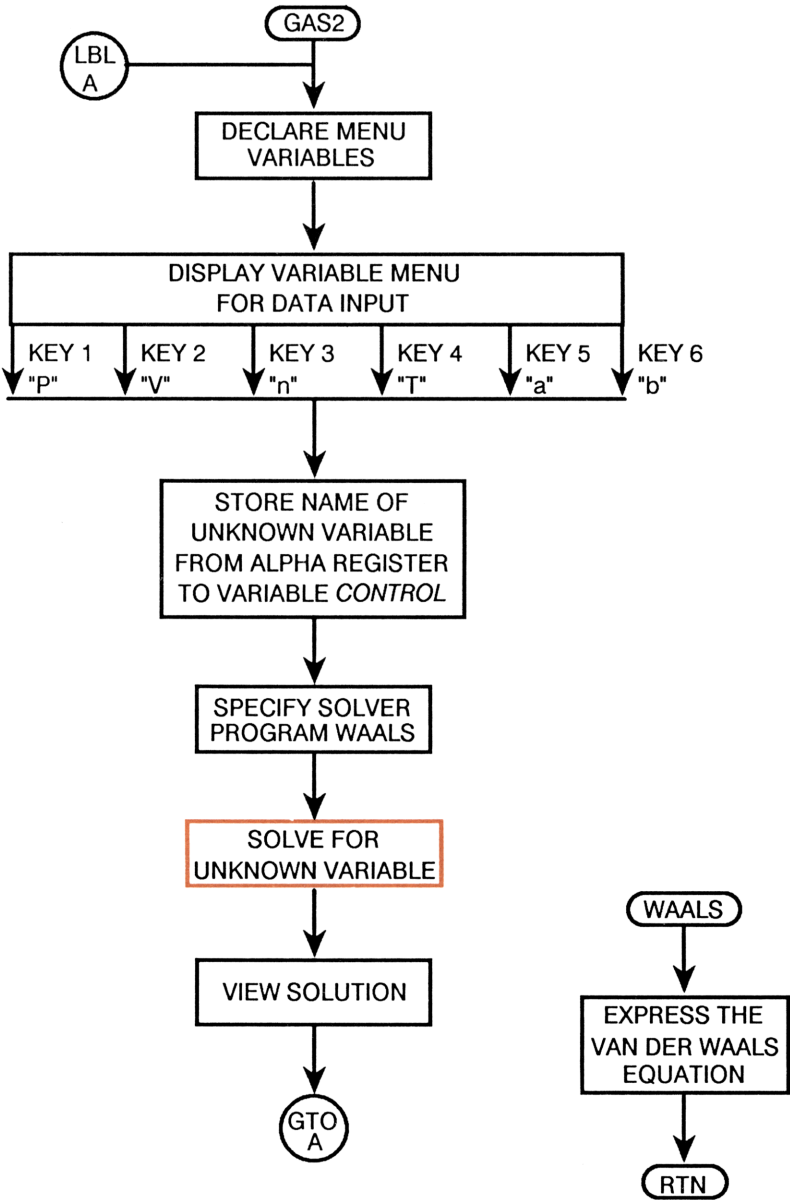 GAS2
LBL
A
DECLARE MENU
VARIABLES
DISPLAY VARIABLE MENU
FOR DATA INPUT
KEY 1
"P"
KEY 2
"V"
KEY 3
"n"
KEY 4
"T"
KEY 5
"a"
KEY 6
"b"
STORE NAME OF
UNKNOWN VARIABLE
FROM ALPHA REGISTER
TO VARIABLE CONTROL
SPECIFY SOLVER
PROGRAM WAALS
SOLVE FOR
UNKNOWN VARIABLE
VIEW SOLUTION
GTO
A
WAALS
EXPRESS THE
VAN DER WAALS
EQUATION
RTN